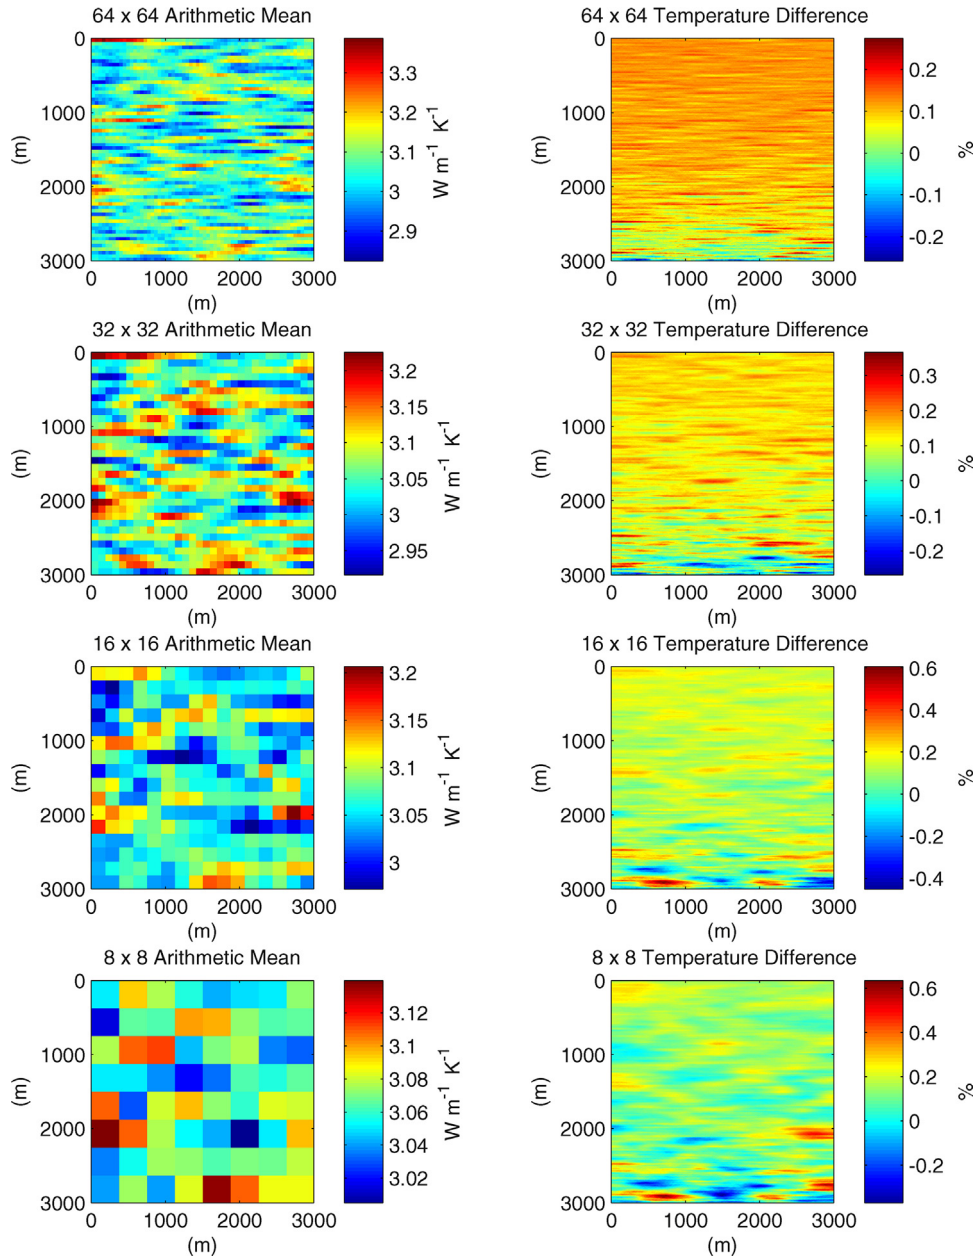 64 x 64 Arithmetic Mean
0
1000
2000
3000
(m)
0 1000 2000 3000
(m)
3.3
3.2
3.1
3
2.9
W m-1 K-1
64 x 64 Temperature Difference
0
1000
2000
3000
(m)
0 1000 2000 3000
(m)
0.2
0.1
0
-0.1
-0.2
%
32 x 32 Arithmetic Mean
0
1000
2000
3000
(m)
0 1000 2000 3000
(m)
3.2
3.15
3.1
3.05
3
2.95
W m-1 K-1
32 x 32 Temperature Difference
0
1000
2000
3000
(m)
0 1000 2000 3000
(m)
0.3
0.2
0.1
0
-0.1
-0.2
%
16 x 16 Arithmetic Mean
0
1000
2000
3000
(m)
0 1000 2000 3000
(m)
3.2
3.15
3.1
3.05
3
W m-1 K-1
16 x 16 Temperature Difference
0
1000
2000
3000
(m)
0 1000 2000 3000
(m)
0.6
0.4
0.2
0
-0.2
-0.4
%
8 x 8 Arithmetic Mean
0
1000
2000
3000
(m)
0 1000 2000 3000
(m)
3.12
3.1
3.08
3.06
3.04
3.02
W m-1 K-1
8 x 8 Temperature Difference
0
1000
2000
3000
(m)
0 1000 2000 3000
(m)
0.6
0.4
0.2
0
-0.2
%